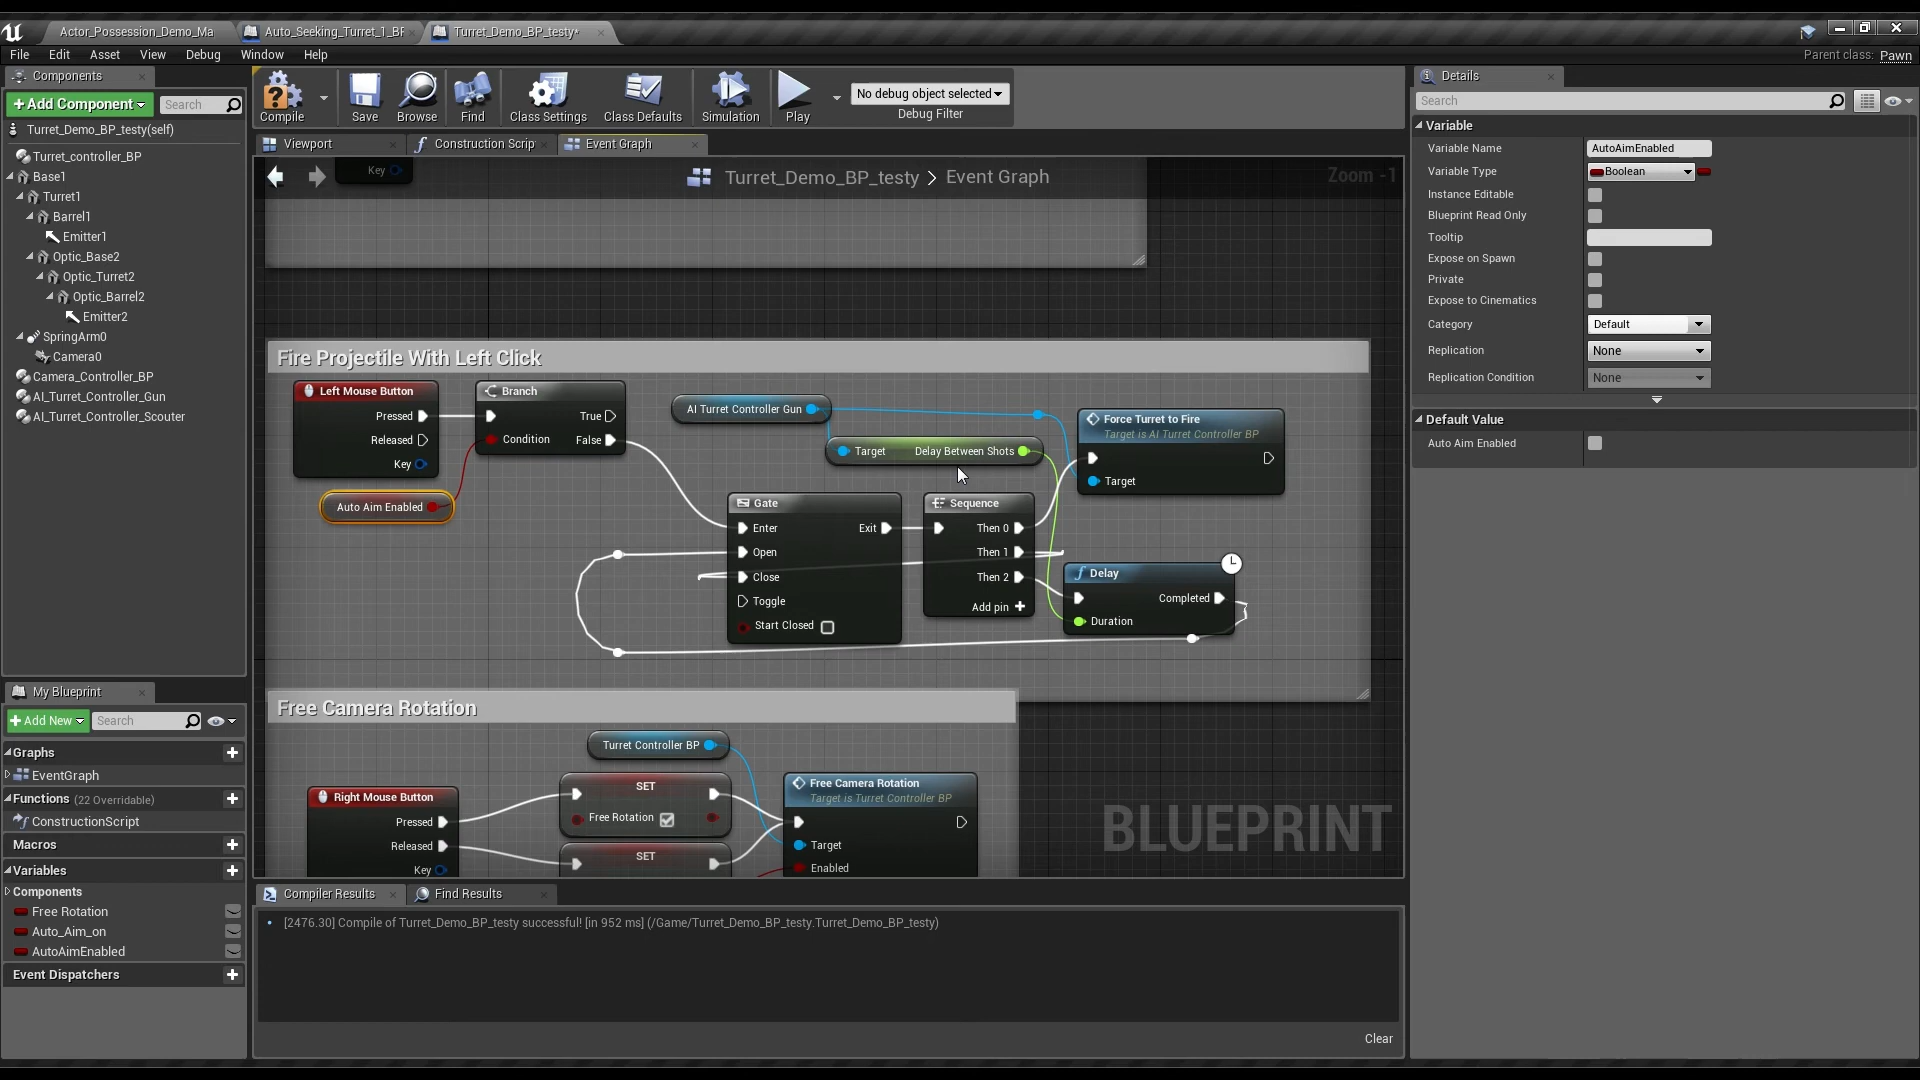 Actor_Possession_Demo_Ma
Auto_Seeking_Turret_1_BF
Turret_Demo_BP_testy*
File
Edit
Asset
View
Debug
Window
Help
Parent class: Pawn
Components
+Add Component
Search
Turret_Demo_BP_testy(self)
Turret_controller_BP
Base1
Turret1
Barrel1
Emitter1
Optic_Base2
Optic_Turret2
Optic_Barrel2
Emitter2
SpringArm0
Camera0
Camera_Controller_BP
AI_Turret_Controller_Gun
AI_Turret_Controller_Scouter
Compile
Save
Browse
Find
Class Settings
Class Defaults
Simulation
Play
No debug object selected
Debug Filter
Viewport
Construction Scrip
Event Graph
Key
Turret_Demo_BP_testy > Event Graph
Zoom -1
Fire Projectile With Left Click
Left Mouse Button
Pressed
Released
Key
Branch
True
Condition
False
Auto Aim Enabled
AI Turret Controller Gun
Target
Delay Between Shots
Force Turret to Fire
Target is AI Turret Controller BP
Target
Gate
Enter
Exit
Open
Close
Toggle
Start Closed
Sequence
Then 0
Then 1
Then 2
Add pin +
Delay
Completed
Duration
Free Camera Rotation
Turret Controller BP
Right Mouse Button
Pressed
Released
Key
SET
Free Rotation
SET
Free Camera Rotation
Target is Turret Controller BP
Target
Enabled
BLUEPRINT
My Blueprint
+Add New
Search
Graphs
EventGraph
Functions (22 Overridable)
ConstructionScript
Macros
Variables
Components
Free Rotation
Auto_Aim_on
AutoAimEnabled
Event Dispatchers
Compiler Results
Find Results
[2476.30] Compile of Turret_Demo_BP_testy successful! [in 952 ms] (/Game/Turret_Demo_BP_testy.Turret_Demo_BP_testy)
Clear
Details
Search
Variable
Variable Name
AutoAimEnabled
Variable Type
Boolean
Instance Editable
Blueprint Read Only
Tooltip
Expose on Spawn
Private
Expose to Cinematics
Category
Default
Replication
None
Replication Condition
None
Default Value
Auto Aim Enabled